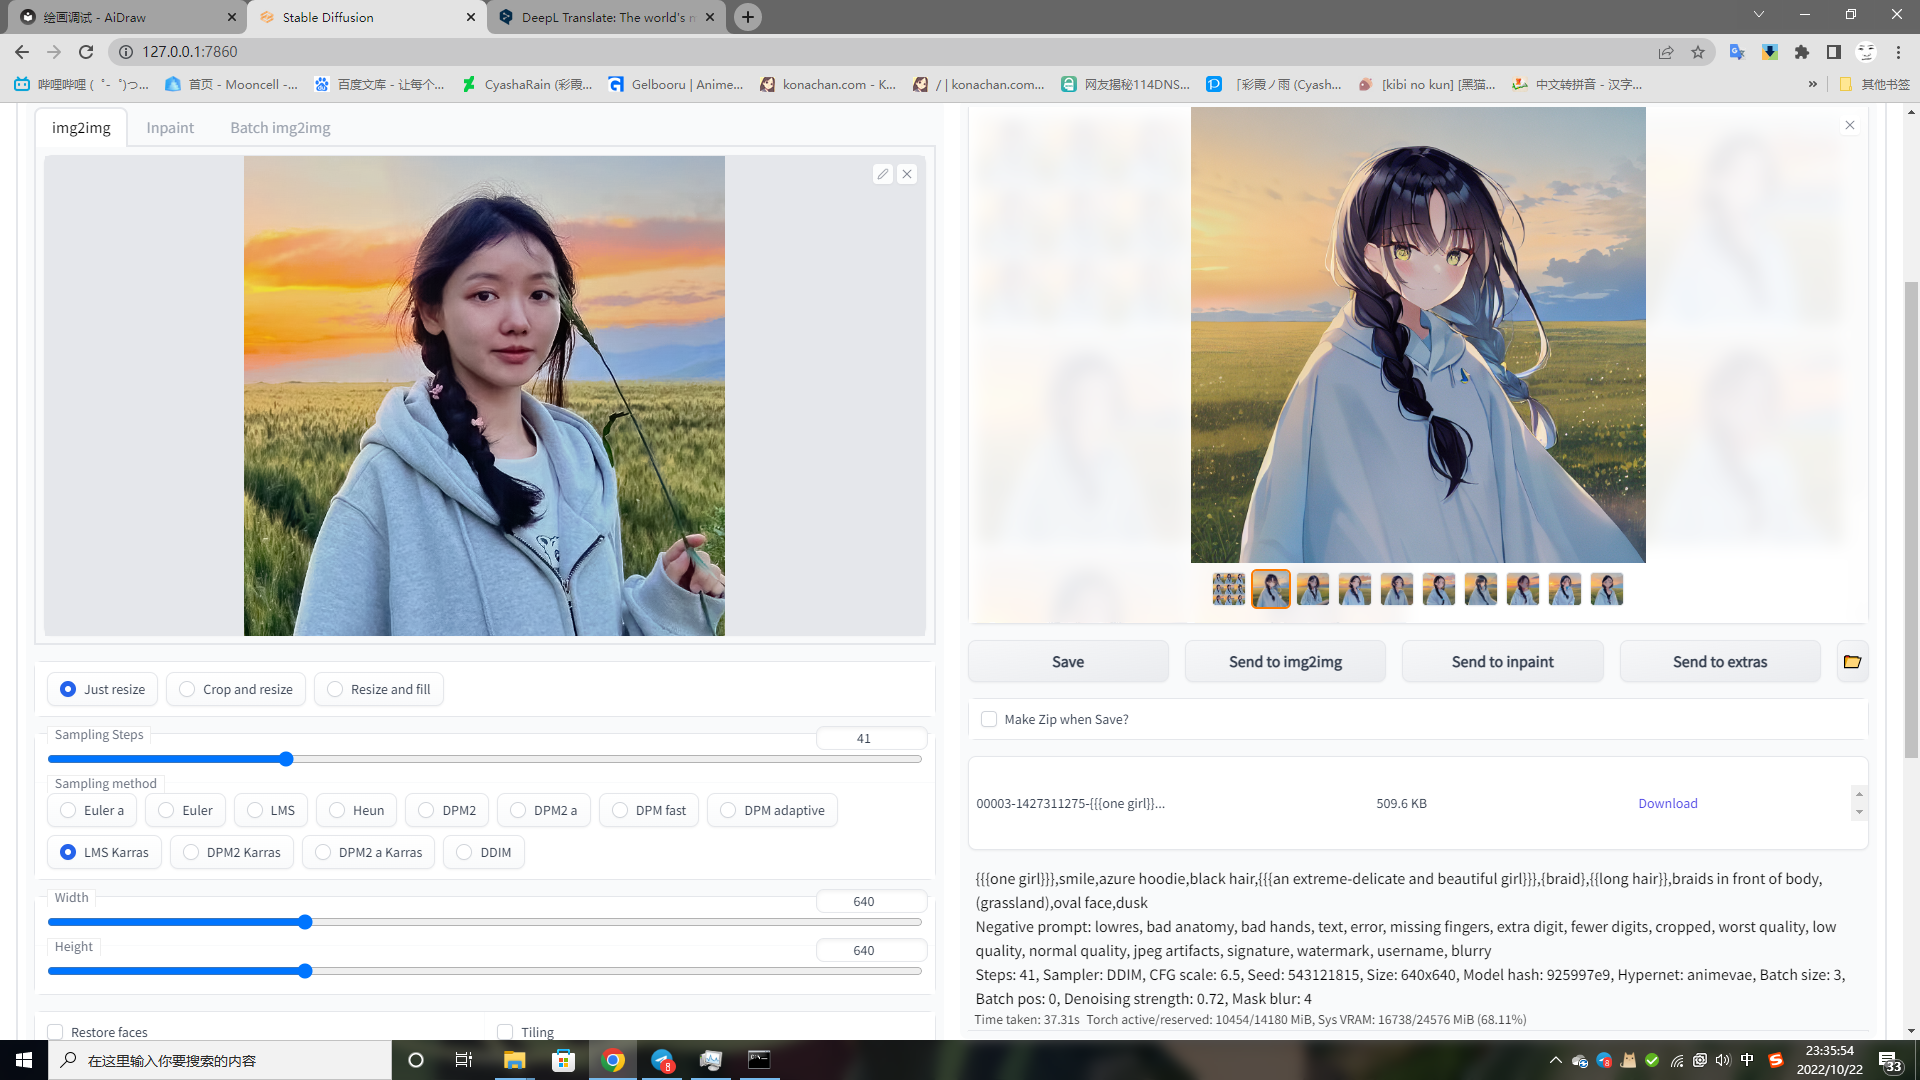 绘画调试 - AiDraw
Stable Diffusion
DeepL Translate: The world's
127.0.0.1:7860
哔哩哔哩 ( ゜- ゜)つ...
首页 - Mooncell -...
百度文库 - 让每个...
CyashaRain (彩霞...
Gelbooru | Anime...
konachan.com - K...
/ | konachan.com...
网友揭秘114DNS...
「彩霞ノ雨 (Cyash...
[kibi no kun] [黑猫...
中文转拼音 - 汉字...
»
其他书签
img2img
Inpaint
Batch img2img
Just resize
Crop and resize
Resize and fill
Sampling Steps
41
Sampling method
Euler a
Euler
LMS
Heun
DPM2
DPM2 a
DPM fast
DPM adaptive
LMS Karras
DPM2 Karras
DPM2 a Karras
DDIM
Width
640
Height
640
Restore faces
Tiling
Save
Send to img2img
Send to inpaint
Send to extras
Make Zip when Save?
00003-1427311275-{{{one girl}}...
509.6 KB
Download
{{{one girl}}},smile,azure hoodie,black hair,{{{an extreme-delicate and beautiful girl}}},{braid},{{long hair}},braids in front of body,
(grassland),oval face,dusk
Negative prompt: lowres, bad anatomy, bad hands, text, error, missing fingers, extra digit, fewer digits, cropped, worst quality, low
quality, normal quality, jpeg artifacts, signature, watermark, username, blurry
Steps: 41, Sampler: DDIM, CFG scale: 6.5, Seed: 543121815, Size: 640x640, Model hash: 925997e9, Hypernet: animevae, Batch size: 3,
Batch pos: 0, Denoising strength: 0.72, Mask blur: 4
Time taken: 37.31s Torch active/reserved: 10454/14180 MiB, Sys VRAM: 16738/24576 MiB (68.11%)
在这里输入你要搜索的内容
8
8
中
23:35:54
2022/10/22
33